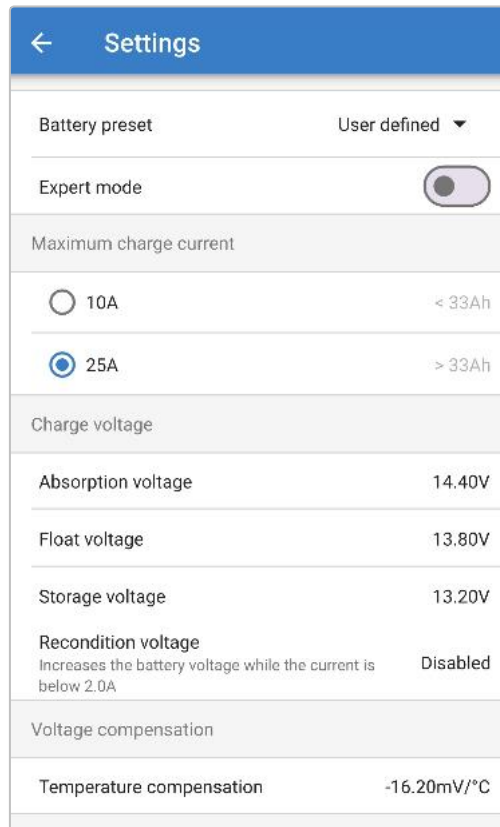 Settings
Battery preset User defined
Expert mode
Maximum charge current
10A < 33Ah
25A > 33Ah
Charge voltage
Absorption voltage 14.40V
Float voltage 13.80V
Storage voltage 13.20V
Recondition voltage
Increases the battery voltage while the current is Disabled
below 2.0A
Voltage compensation
Temperature compensation -16.20mV/°C